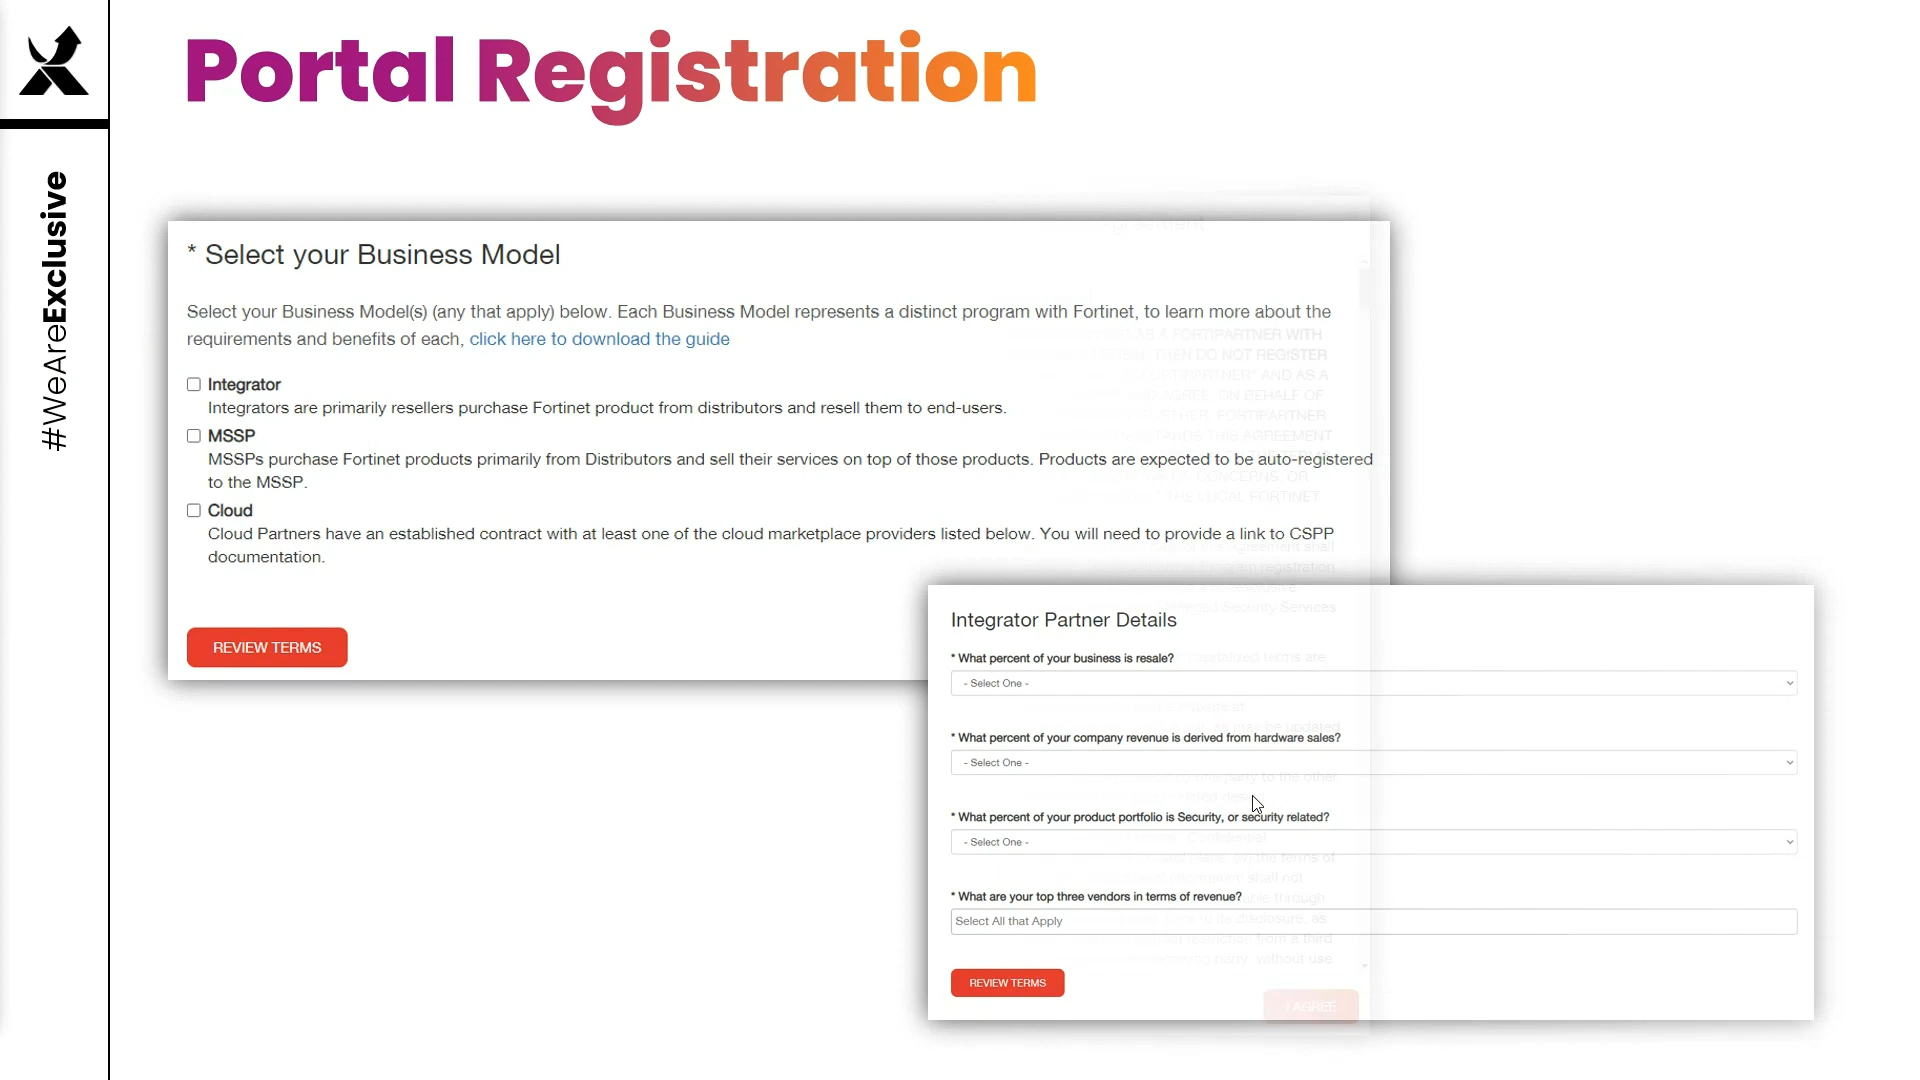 Portal Registration
#WeAreExclusive
* Select your Business Model
Select your Business Model(s) (any that apply) below. Each Business Model represents a distinct program with Fortinet, to learn more about the
requirements and benefits of each, click here to download the guide
Integrator
Integrators are primarily resellers purchase Fortinet product from distributors and resell them to end-users.
MSSP
MSSPs purchase Fortinet products primarily from Distributors and sell their services on top of those products. Products are expected to be auto-registered
to the MSSP.
Cloud
Cloud Partners have an established contract with at least one of the cloud marketplace providers listed below. You will need to provide a link to CSPP
documentation.
REVIEW TERMS
Integrator Partner Details
* What percent of your business is resale?
- Select One -
* What percent of your company revenue is derived from hardware sales?
- Select One -
* What percent of your product portfolio is Security, or security related?
- Select One -
* What are your top three vendors in terms of revenue?
Select All that Apply
REVIEW TERMS
I AGREE